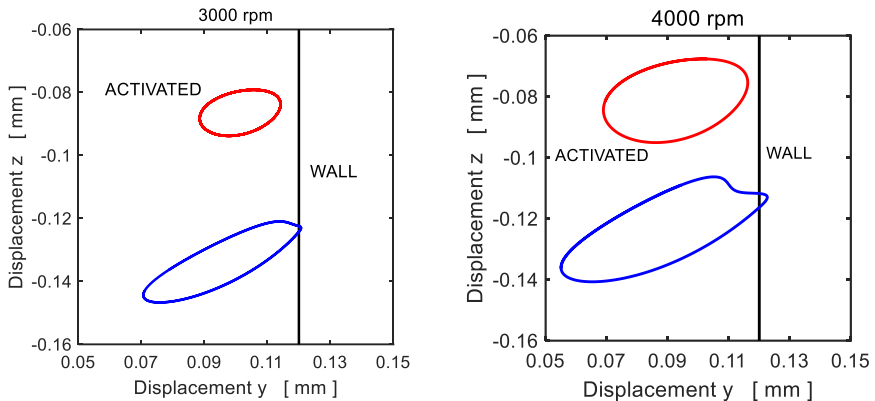 3000 rpm
-0.06
-0.08
-0.1
-0.12
-0.14
-0.16
0.05
0.07
0.09
0.11
0.13
0.15
Displacement z [ mm ]
Displacement y [ mm ]
ACTIVATED
WALL
4000 rpm
-0.06
-0.08
-0.1
-0.12
-0.14
-0.16
0.05
0.07
0.09
0.11
0.13
0.15
Displacement z [ mm ]
Displacement y [ mm ]
ACTIVATED
WALL